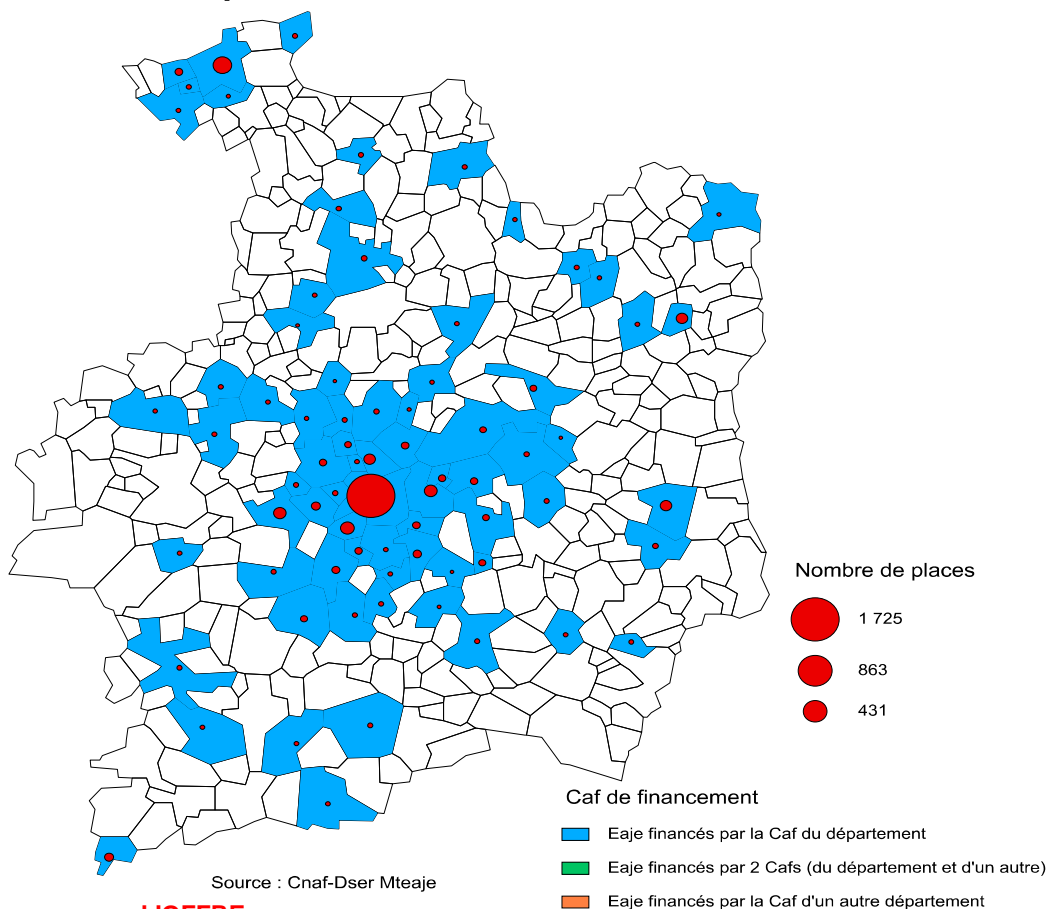 Nombre de places
1 725
863
431
Caf de financement
Eaje financés par la Caf du département
Eaje financés par 2 Cafs (du département et d'un autre)
Eaje financés par la Caf d'un autre département
Source : Cnaf-Dser Mteaje